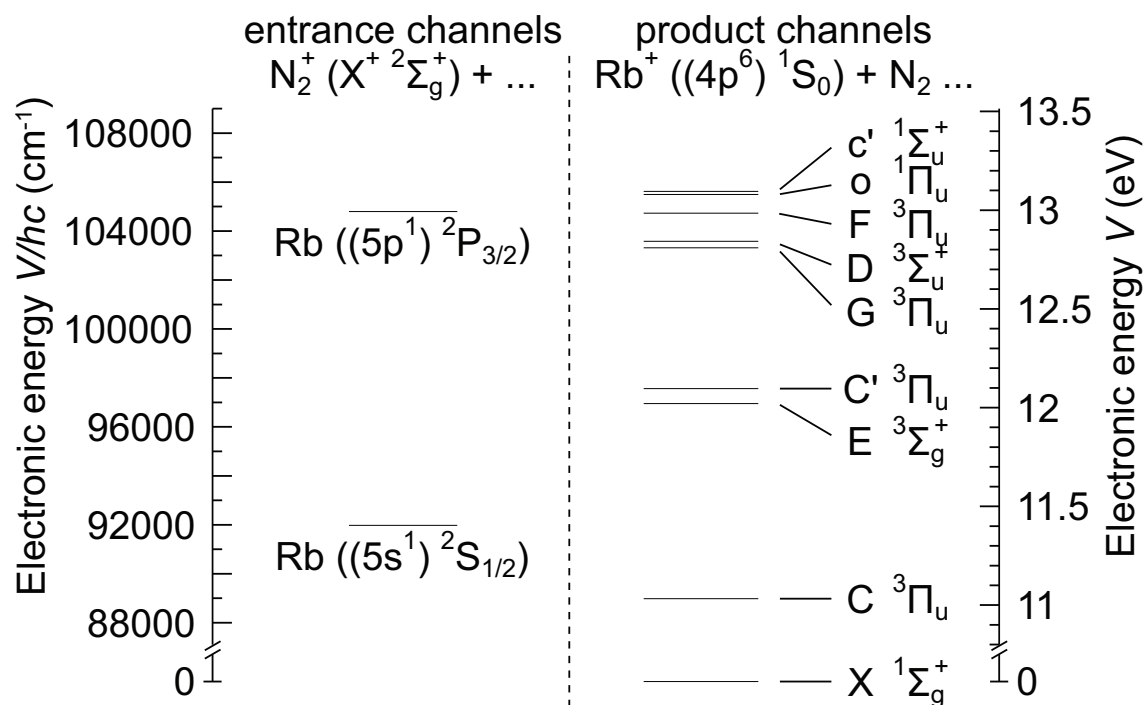 entrance channels
N₂⁺ (X⁺ ²Σg⁺) + ...
product channels
Rb⁺ ((4p⁶) ¹S₀) + N₂ ...
Electronic energy V/hc (cm⁻¹)
108000
104000
100000
96000
92000
88000
0
Rb ((5p¹) ²P₃/₂)
Rb ((5s¹) ²S₁/₂)
c' ¹Σu⁺
o ¹Πu
F ³Πu
D ³Σu⁺
G ³Πu
C' ³Πu
E ³Σg⁺
C ³Πu
X ¹Σg⁺
13.5
13
12.5
12
11.5
11
0
Electronic energy V (eV)